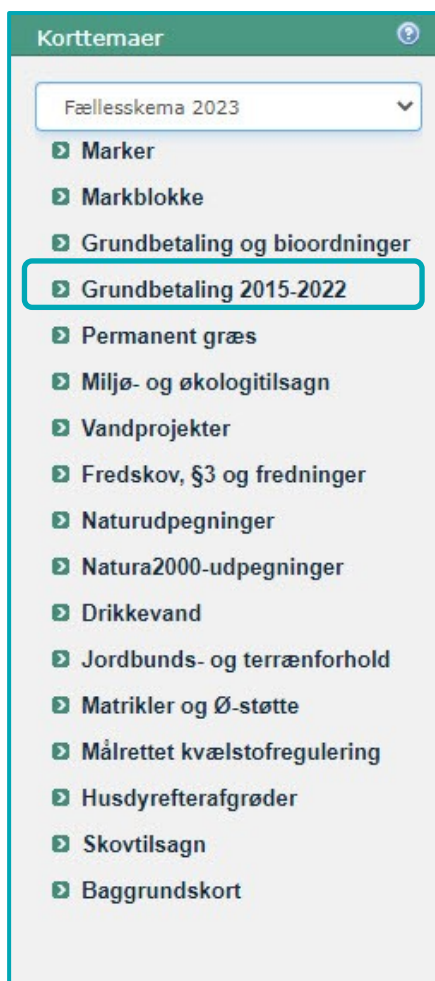 Korttemaer
Fællesskema 2023
Marker
Markblokke
Grundbetaling og bioordninger
Grundbetaling 2015-2022
Permanent græs
Miljø- og økologitilsagn
Vandprojekter
Fredskov, §3 og fredninger
Naturudpegninger
Natura2000-udpegninger
Drikkevand
Jordbunds- og terrænforhold
Matrikler og Ø-støtte
Målrettet kvælstofregulering
Husdyrefterafgrøder
Skovtilsagn
Baggrundskort